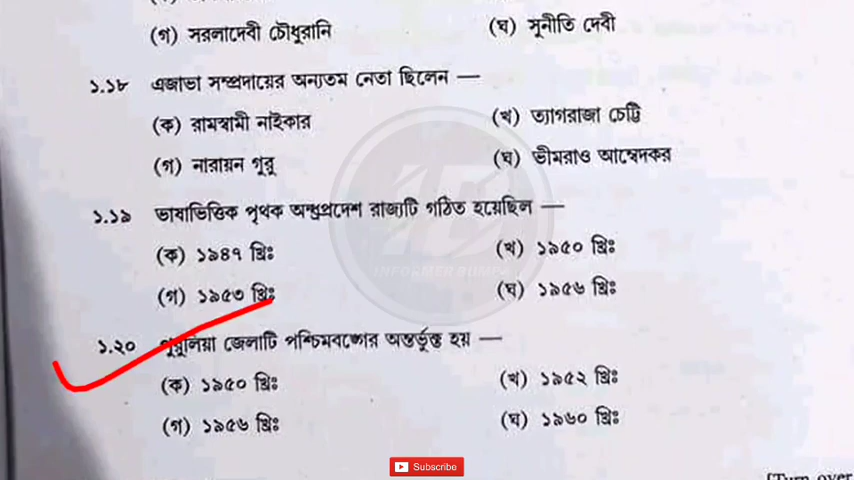 (গ) সরলাদেবী চৌধুরানি (ঘ) সুনীতি দেবী
১.১৮ এজাভা সম্প্রদায়ের অন্যতম নেতা ছিলেন —
(ক) রামস্বামী নাইকার (খ) ত্যাগরাজা চেট্টি
(গ) নারায়ন গুরু (ঘ) ভীমরাও আম্বেদকর
১.১৯ ভাষাভিত্তিক পৃথক অন্ধ্রপ্রদেশ রাজ্যটি গঠিত হয়েছিল —
(ক) ১৯৪৭ খ্রিঃ (খ) ১৯৫০ খ্রিঃ
(গ) ১৯৫৩ খ্রিঃ (ঘ) ১৯৫৬ খ্রিঃ
১.২০ পুরুলিয়া জেলাটি পশ্চিমবঙ্গের অন্তর্ভুক্ত হয় —
(ক) ১৯৫০ খ্রিঃ (খ) ১৯৫২ খ্রিঃ
(গ) ১৯৫৬ খ্রিঃ (ঘ) ১৯৬০ খ্রিঃ
[Turn over
Subscribe